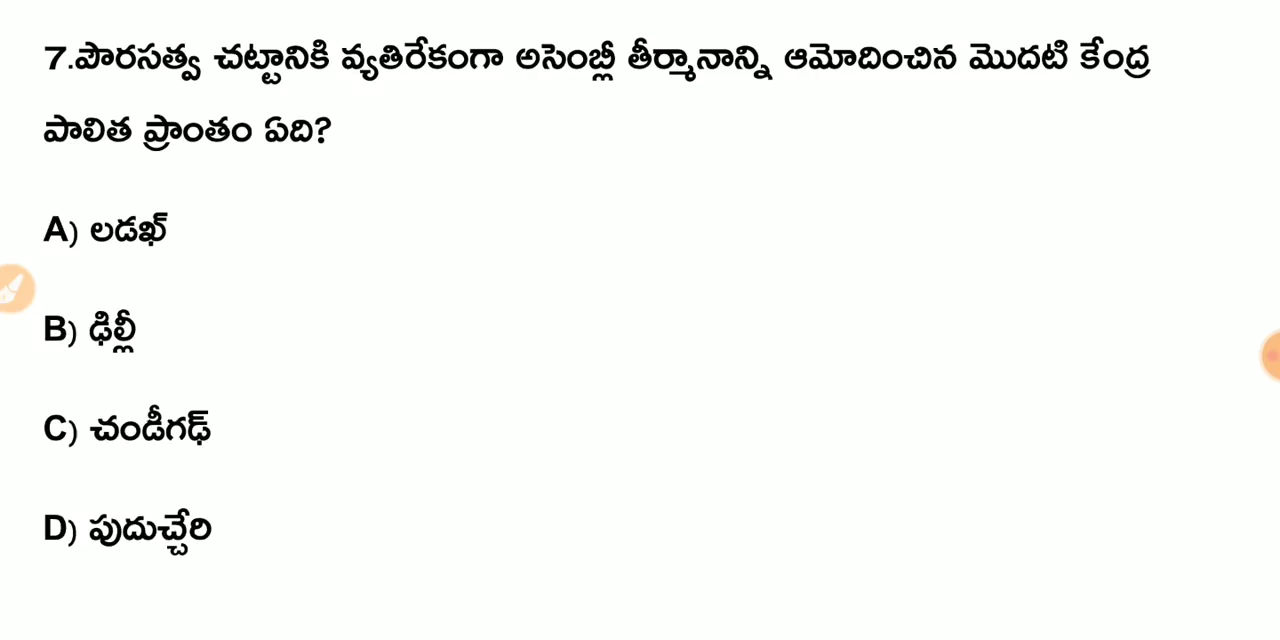 7.పౌరసత్వ చట్టానికి వ్యతిరేకంగా అసెంబ్లీ తీర్మానాన్ని ఆమోదించిన మొదటి కేంద్ర
పాలిత ప్రాంతం ఏది?
A) లడఖ్
B) ఢిల్లీ
C) చండీగఢ్
D) పుదుచ్చేరి